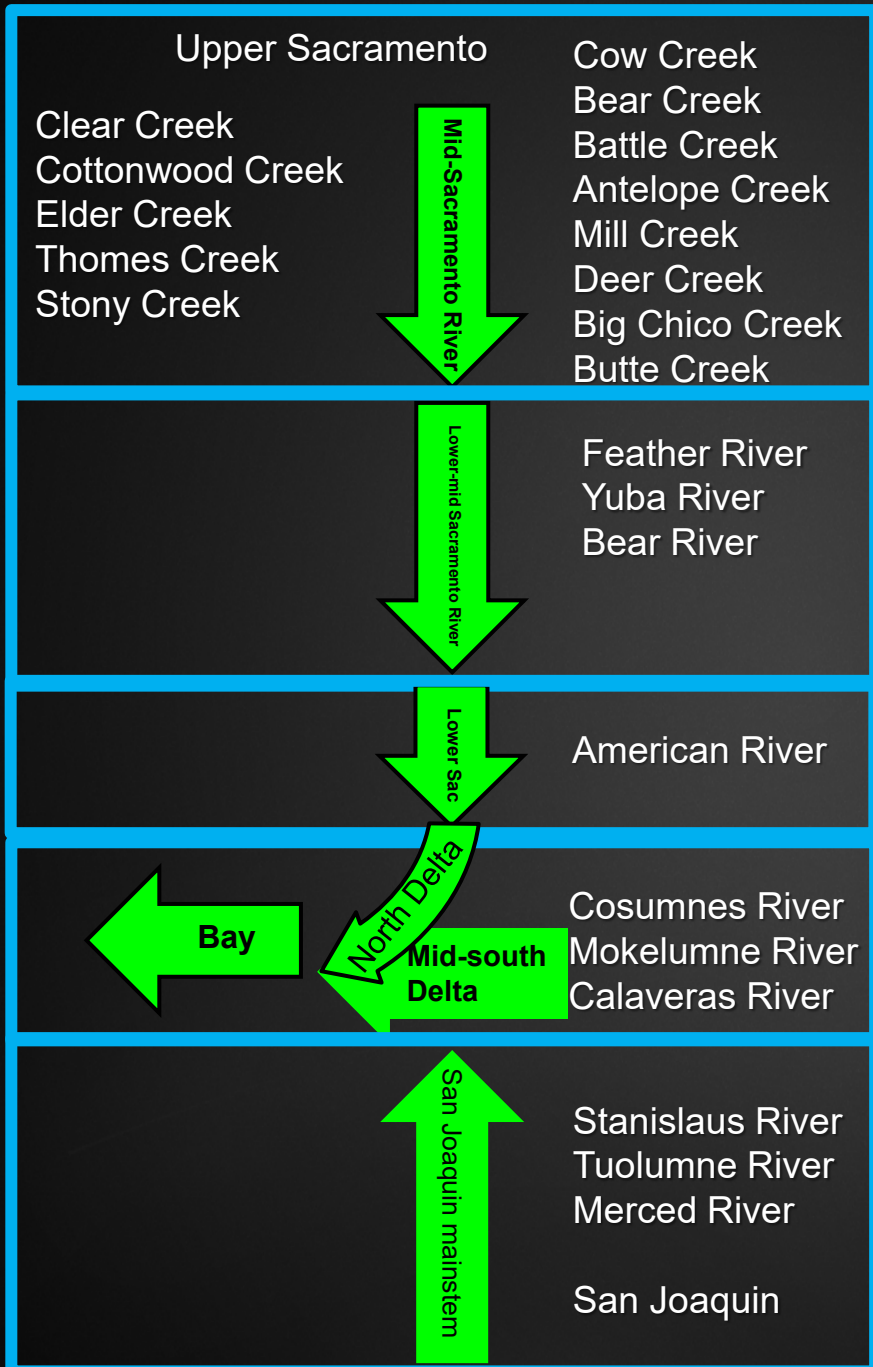 Upper Sacramento
Clear Creek
Cottonwood Creek
Elder Creek
Thomes Creek
Stony Creek
Mid-Sacramento River
Cow Creek
Bear Creek
Battle Creek
Antelope Creek
Mill Creek
Deer Creek
Big Chico Creek
Butte Creek
Lower-mid Sacramento River
Feather River
Yuba River
Bear River
Lower Sac
American River
North Delta
Bay
Mid-south
Delta
Cosumnes River
Mokelumne River
Calaveras River
San Joaquin mainstem
Stanislaus River
Tuolumne River
Merced River
San Joaquin